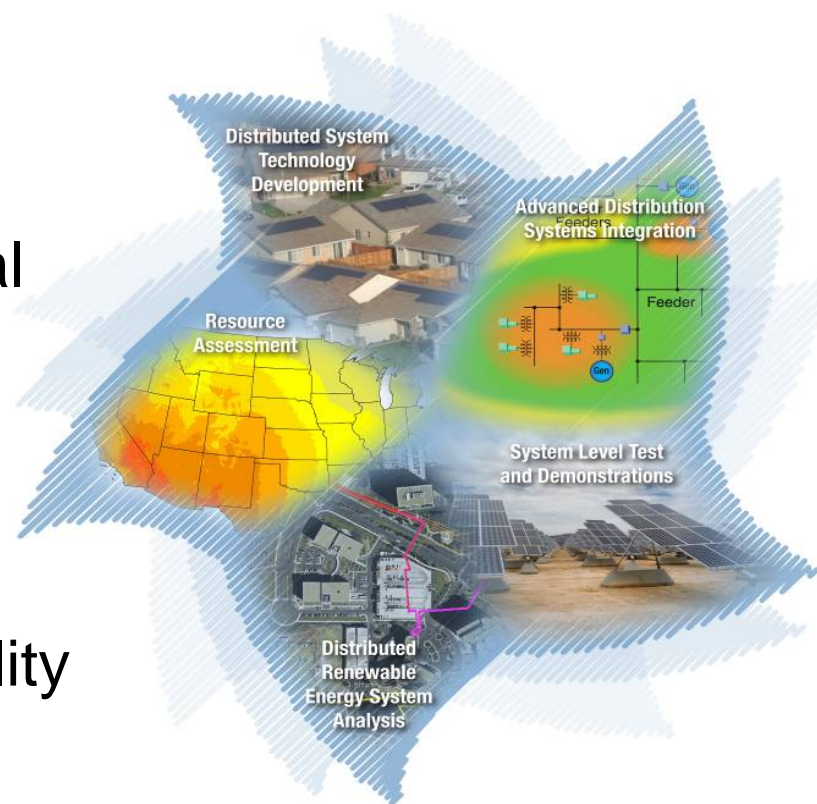 Distributed System
Technology
Development
Advanced Distribution
Systems Integration
Feeders
Gen
Feeder
Gen
al
Resource
Assessment
System Level Test
and Demonstrations
lity
Distributed
Renewable
Energy System
Analysis